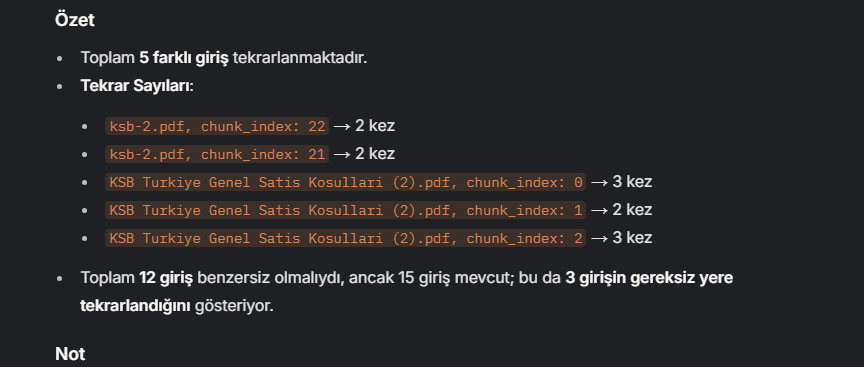 Özet
• Toplam 5 farklı giriş tekrarlanmaktadır.
• Tekrar Sayıları:
• ksb-2.pdf, chunk_index: 22 → 2 kez
• ksb-2.pdf, chunk_index: 21 → 2 kez
• KSB Turkiye Genel Satis Kosullari (2).pdf, chunk_index: 0 → 3 kez
• KSB Turkiye Genel Satis Kosullari (2).pdf, chunk_index: 1 → 2 kez
• KSB Turkiye Genel Satis Kosullari (2).pdf, chunk_index: 2 → 3 kez
• Toplam 12 giriş benzersiz olmalıydı, ancak 15 giriş mevcut; bu da 3 girişin gereksiz yere
tekrarlandığını gösteriyor.
Not